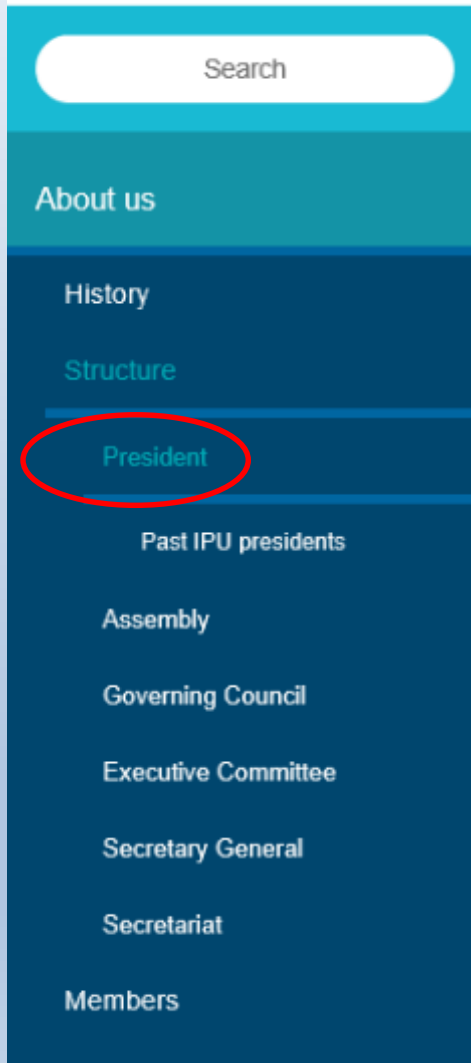 Search
About us
History
Structure
President
Past IPU presidents
Assembly
Governing Council
Executive Committee
Secretary General
Secretariat
Members